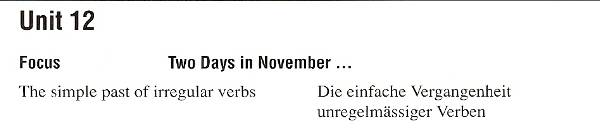 Unit 12
Focus Two Days in November ...
The simple past of irregular verbs Die einfache Vergangenheit
unregelmässiger Verben